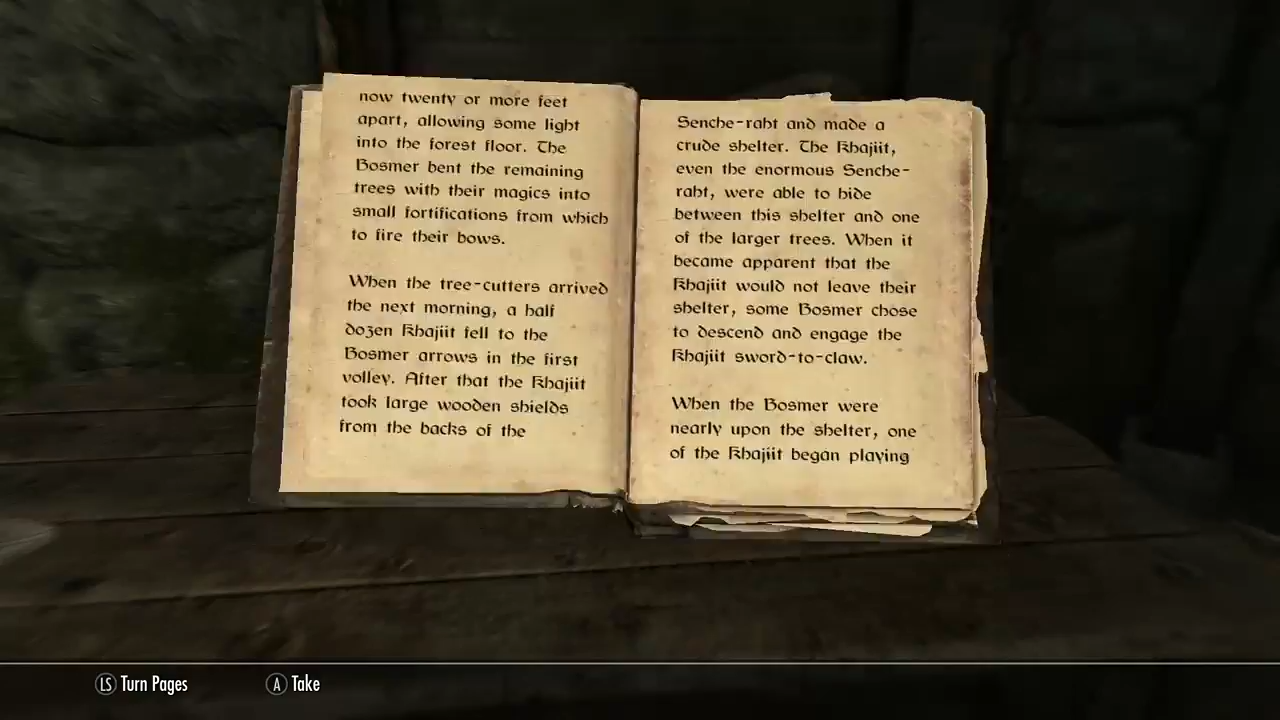 now twenty or more feet
apart, allowing some light
into the forest floor. The
Bosmer bent the remaining
trees with their magics into
small fortifications from which
to fire their bows.
When the tree-cutters arrived
the next morning, a half
dozen Khajiit fell to the
Bosmer arrows in the first
volley. After that the Khajiit
took large wooden shields
from the backs of the
Senche-raht and made a
crude shelter. The Khajiit,
even the enormous Senche-
raht, were able to hide
between this shelter and one
of the larger trees. When it
became apparent that the
Khajiit would not leave their
shelter, some Bosmer chose
to descend and engage the
Khajiit sword-to-claw.
When the Bosmer were
nearly upon the shelter, one
of the Khajiit began playing
LS Turn Pages
A Take